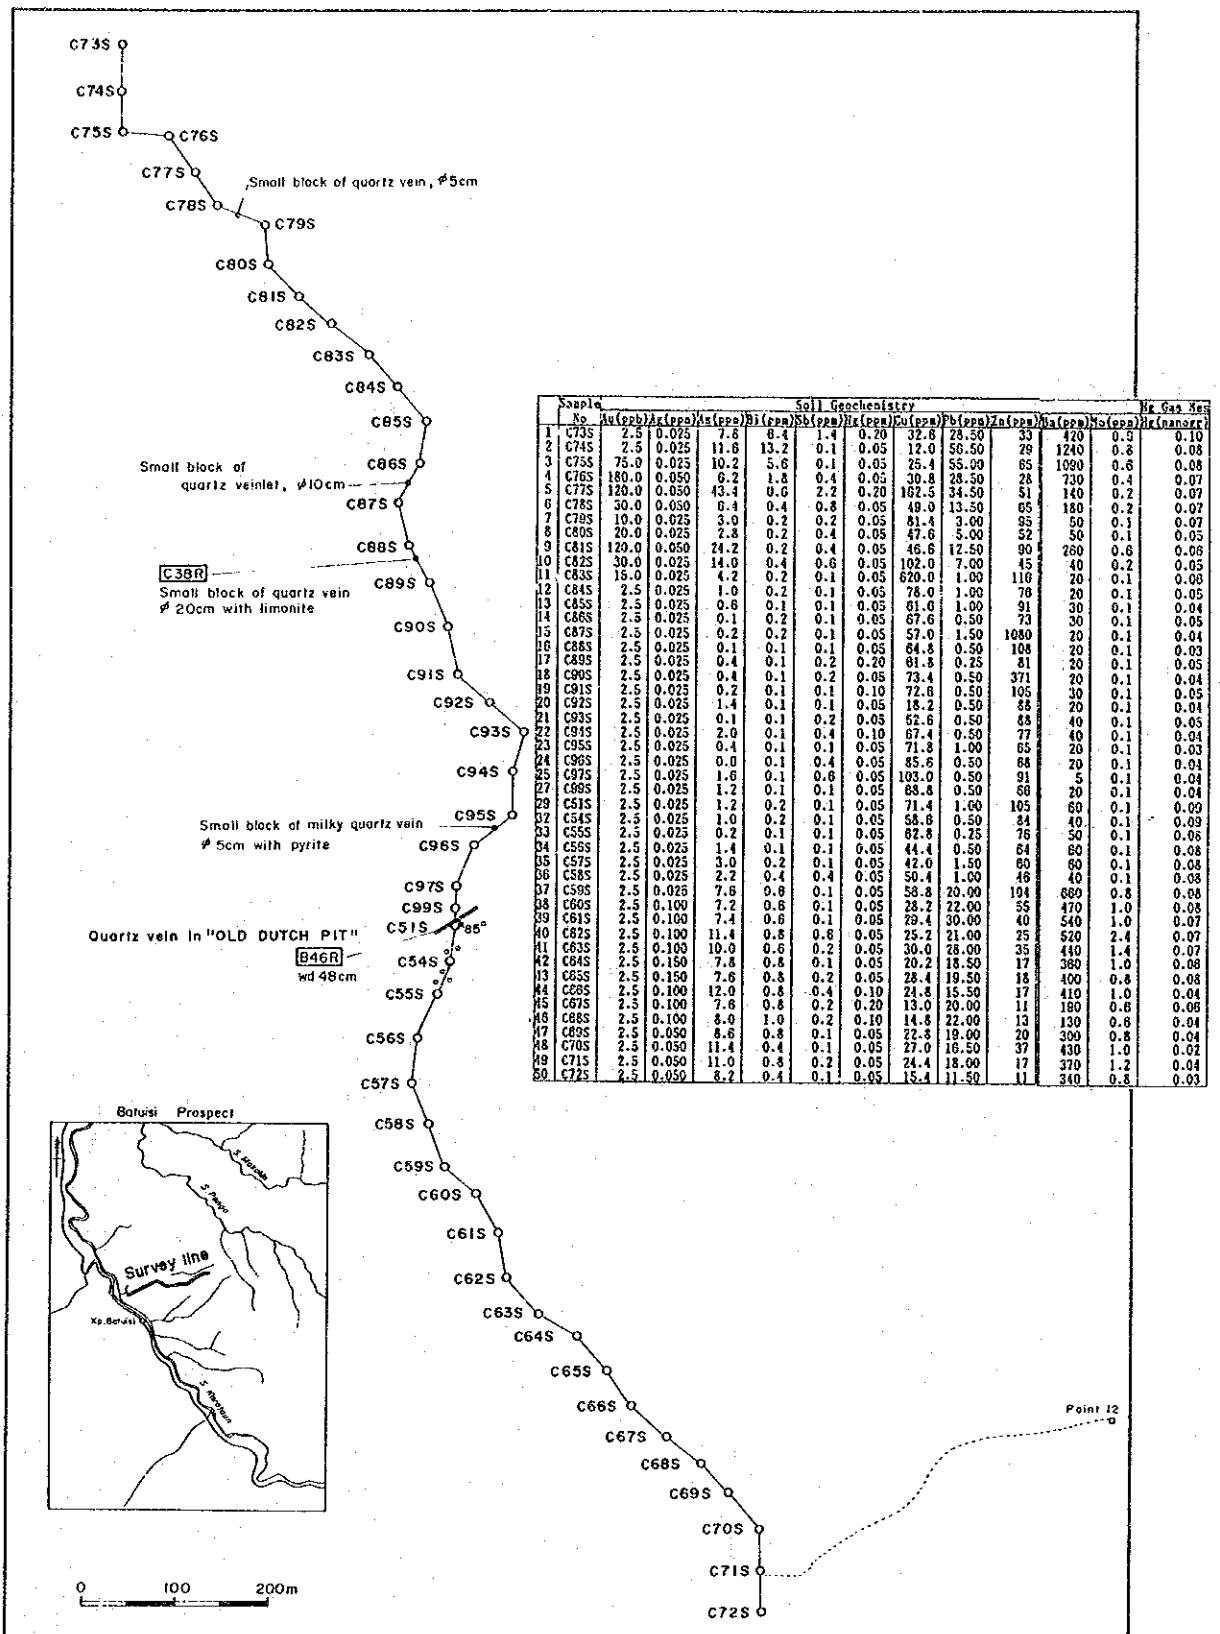 C73S
C74S
C75S
C76S
C77S
Small block of quartz vein, ø5cm
C78S
C79S
C80S
C81S
C82S
C83S
C84S
C85S
C86S
Small block of
quartz veinlet, ø10cm
C87S
C88S
C38R
Small block of quartz vein
ø 20cm with limonite
C89S
C90S
C91S
C92S
C93S
C94S
C95S
Small block of milky quartz vein
ø 5cm with pyrite
C96S
C97S
C99S
C51S
85°
Quartz vein in "OLD DUTCH PIT"
B46R
wd 48cm
C54S
C55S
C56S
C57S
C58S
C59S
C60S
C61S
C62S
C63S
C64S
C65S
C66S
C67S
C68S
C69S
C70S
C71S
C72S
Point 12
Sample Soil Geochemistry Hg Gas Mes
No Au(ppb) Ag(ppm) As(ppm) Bi(ppm) Sb(ppm) Hg(ppm) Cu(ppm) Pb(ppm) Zn(ppm) Ba(ppm) Mo(ppm) Hg(nanogr)
1 C73S 2.5 0.025 7.8 8.4 1.4 0.20 32.8 28.50 33 420 0.10
2 C74S 2.5 0.025 11.6 13.2 0.1 0.05 12.0 56.50 29 1240 0.8 0.08
3 C75S 75.0 0.025 10.2 5.6 0.1 0.05 25.4 55.00 65 1090 0.6 0.08
4 C76S 180.0 0.050 6.2 1.8 0.4 0.05 30.8 28.50 28 730 0.4 0.07
5 C77S 120.0 0.050 43.4 0.6 2.2 0.20 162.5 34.50 51 140 0.2 0.07
6 C78S 30.0 0.050 6.4 0.4 0.8 0.05 49.0 13.50 65 180 0.2 0.07
7 C79S 10.0 0.025 3.0 0.2 0.2 0.05 81.4 3.00 95 50 0.1 0.07
8 C80S 20.0 0.025 2.8 0.2 0.4 0.05 47.6 5.00 52 50 0.1 0.05
9 C81S 120.0 0.050 24.2 0.2 0.4 0.05 46.6 12.50 90 260 0.6 0.06
10 C82S 30.0 0.025 14.0 0.4 0.6 0.05 102.0 7.00 45 40 0.2 0.05
11 C83S 15.0 0.025 4.2 0.2 0.1 0.05 620.0 1.00 110 20 0.1 0.06
12 C84S 2.5 0.025 1.0 0.2 0.1 0.05 78.0 1.00 76 20 0.1 0.05
13 C85S 2.5 0.025 0.6 0.1 0.1 0.05 61.6 1.00 91 30 0.1 0.04
14 C86S 2.5 0.025 0.1 0.2 0.1 0.05 67.6 0.50 73 30 0.1 0.05
15 C87S 2.5 0.025 0.2 0.2 0.1 0.05 57.0 1.50 1080 20 0.1 0.04
16 C88S 2.5 0.025 0.1 0.1 0.1 0.05 64.8 0.50 108 20 0.1 0.03
17 C89S 2.5 0.025 0.4 0.1 0.2 0.20 61.8 0.25 81 20 0.1 0.05
18 C90S 2.5 0.025 0.4 0.1 0.2 0.05 73.4 0.50 371 20 0.1 0.04
19 C91S 2.5 0.025 0.2 0.1 0.1 0.10 72.6 0.50 105 30 0.1 0.05
20 C92S 2.5 0.025 1.4 0.1 0.1 0.05 18.2 0.50 88 20 0.1 0.04
21 C93S 2.5 0.025 0.1 0.1 0.2 0.05 52.6 0.50 88 40 0.1 0.05
22 C94S 2.5 0.025 2.0 0.1 0.4 0.10 67.4 0.50 77 40 0.1 0.04
23 C95S 2.5 0.025 0.4 0.1 0.1 0.05 71.8 1.00 65 20 0.1 0.03
24 C96S 2.5 0.025 0.1 0.4 0.05 85.6 0.50 68 20 0.1 0.04
25 C97S 2.5 0.025 1.6 0.1 0.6 0.05 103.0 0.50 91 5 0.1 0.04
27 C99S 2.5 0.025 1.2 0.1 0.1 0.05 68.8 0.50 66 20 0.1 0.04
29 C51S 2.5 0.025 1.2 0.2 0.1 0.05 71.4 1.00 105 60 0.1 0.09
32 C54S 2.5 0.025 1.0 0.2 0.1 0.05 58.6 0.50 84 40 0.1 0.09
33 C55S 2.5 0.025 0.2 0.1 0.1 0.05 62.8 0.25 76 50 0.1 0.06
34 C56S 2.5 0.025 1.4 0.1 0.1 0.05 44.4 0.50 64 60 0.1 0.08
35 C57S 2.5 0.025 3.0 0.2 0.1 0.05 42.0 1.50 60 60 0.1 0.08
36 C58S 2.5 0.025 2.2 0.4 0.4 0.05 50.4 1.00 46 40 0.1 0.08
37 C59S 2.5 0.025 7.6 0.6 0.1 0.05 58.8 20.00 104 660 0.8 0.08
38 C60S 2.5 0.100 7.2 0.6 0.1 0.05 28.2 22.00 55 470 1.0 0.08
39 C61S 2.5 0.100 7.4 0.6 0.1 0.05 29.4 30.00 40 540 1.0 0.07
40 C62S 2.5 0.100 11.4 0.8 0.6 0.05 25.2 21.00 25 520 2.4 0.07
41 C63S 2.5 0.100 10.0 0.6 0.2 0.05 30.0 28.00 35 440 1.4 0.07
42 C64S 2.5 0.150 7.8 0.8 0.1 0.05 20.2 18.50 17 360 1.0 0.06
43 C65S 2.5 0.150 7.6 0.8 0.2 0.05 28.4 19.50 18 400 0.8 0.08
44 C66S 2.5 0.100 12.0 0.8 0.4 0.10 24.8 15.50 17 410 1.0 0.04
45 C67S 2.5 0.100 7.6 0.8 0.2 0.20 13.0 20.00 11 190 0.6 0.06
46 C68S 2.5 0.100 8.0 1.0 0.2 0.10 14.8 22.00 13 130 0.6 0.04
47 C69S 2.5 0.050 8.6 0.8 0.1 0.05 22.8 19.00 20 300 0.8 0.04
48 C70S 2.5 0.050 11.4 0.4 0.1 0.05 27.0 16.50 37 430 1.0 0.02
49 C71S 2.5 0.050 11.0 0.8 0.2 0.05 24.4 18.00 17 370 1.2 0.04
50 C72S 2.5 0.050 8.2 0.4 0.1 0.05 15.4 11.50 11 340 0.8 0.03
Batuisi Prospect
Survey line
Kp. Batuisi
0 100 200m